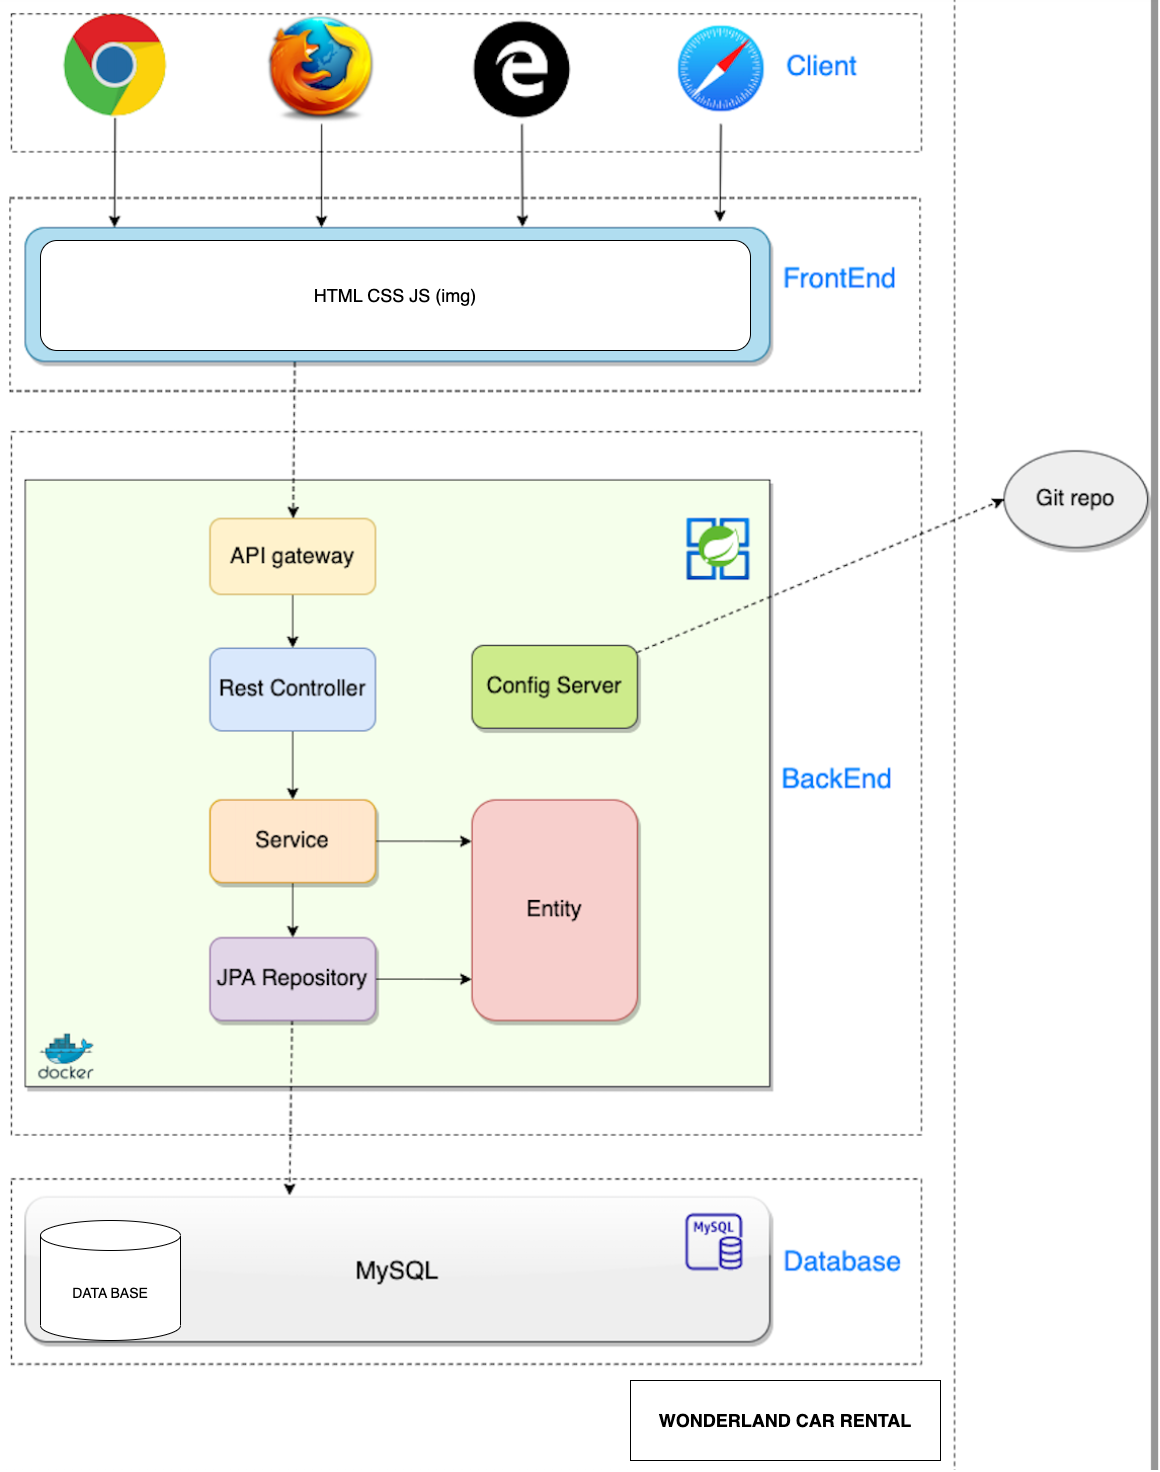 Client
HTML CSS JS (img)
FrontEnd
API gateway
Git repo
Rest Controller
Config Server
BackEnd
Service
Entity
JPA Repository
docker
MySQL
DATA BASE
MySQL
Database
WONDERLAND CAR RENTAL